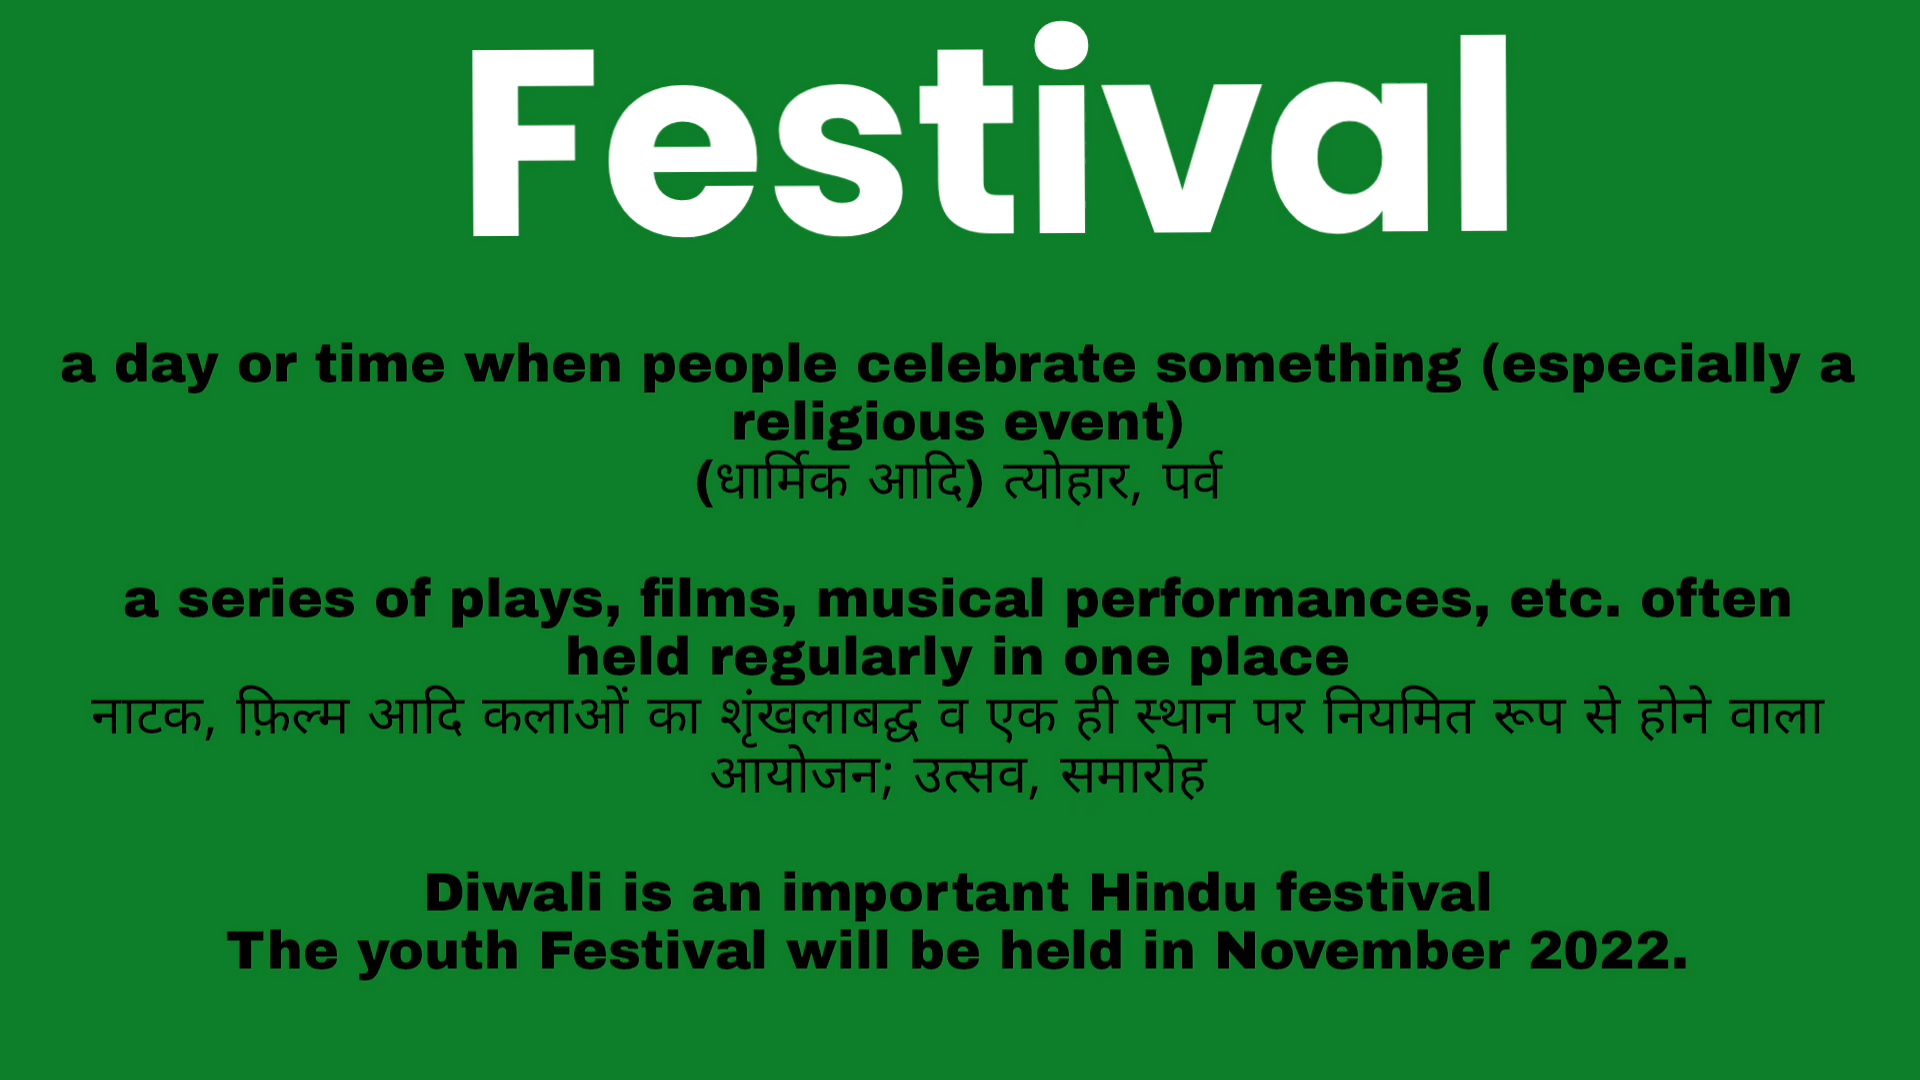 Festival
a day or time when people celebrate something (especially a
religious event)
(धार्मिक आदि) त्योहार, पर्व
a series of plays, films, musical performances, etc. often
held regularly in one place
नाटक, फ़िल्म आदि कलाओं का शृंखलाबद्ध व एक ही स्थान पर नियमित रूप से होने वाला
आयोजन; उत्सव, समारोह
Diwali is an important Hindu festival
The youth Festival will be held in November 2022.